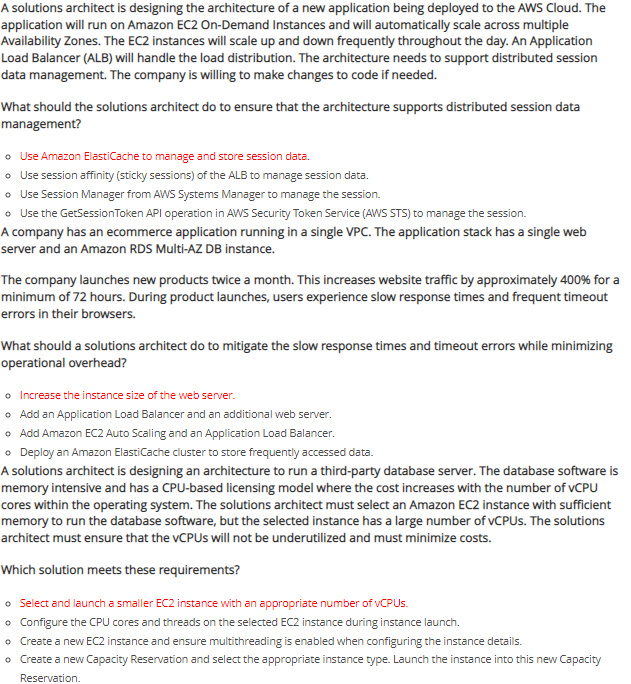 A solutions architect is designing the architecture of a new application being deployed to the AWS Cloud. The
application will run on Amazon EC2 On-Demand Instances and will automatically scale across multiple
Availability Zones. The EC2 instances will scale up and down frequently throughout the day. An Application
Load Balancer (ALB) will handle the load distribution. The architecture needs to support distributed session
data management. The company is willing to make changes to code if needed.
What should the solutions architect do to ensure that the architecture supports distributed session data
management?
Use Amazon ElastiCache to manage and store session data.
Use session affinity (sticky sessions) of the ALB to manage session data.
Use Session Manager from AWS Systems Manager to manage the session.
Use the GetSessionToken API operation in AWS Security Token Service (AWS STS) to manage the session.
A company has an ecommerce application running in a single VPC. The application stack has a single web
server and an Amazon RDS Multi-AZ DB instance.
The company launches new products twice a month. This increases website traffic by approximately 400% for a
minimum of 72 hours. During product launches, users experience slow response times and frequent timeout
errors in their browsers.
What should a solutions architect do to mitigate the slow response times and timeout errors while minimizing
operational overhead?
Increase the instance size of the web server.
Add an Application Load Balancer and an additional web server.
Add Amazon EC2 Auto Scaling and an Application Load Balancer.
Deploy an Amazon ElastiCache cluster to store frequently accessed data.
A solutions architect is designing an architecture to run a third-party database server. The database software is
memory intensive and has a CPU-based licensing model where the cost increases with the number of vCPU
cores within the operating system. The solutions architect must select an Amazon EC2 instance with sufficient
memory to run the database software, but the selected instance has a large number of vCPUs. The solutions
architect must ensure that the vCPUs will not be underutilized and must minimize costs.
Which solution meets these requirements?
Select and launch a smaller EC2 instance with an appropriate number of vCPUs.
Configure the CPU cores and threads on the selected EC2 instance during instance launch.
Create a new EC2 instance and ensure multithreading is enabled when configuring the instance details.
Create a new Capacity Reservation and select the appropriate instance type. Launch the instance into this new Capacity
Reservation.